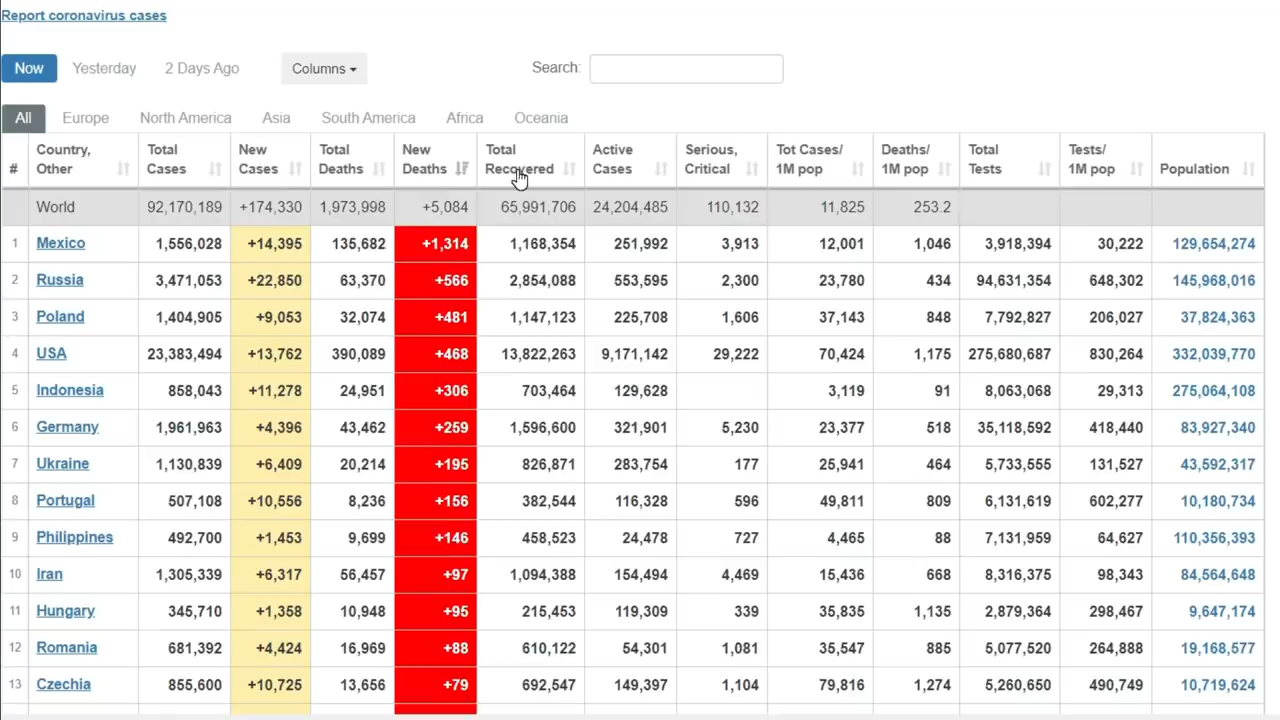 Report coronavirus cases
Now Yesterday 2 Days Ago Columns Search:
All Europe North America Asia South America Africa Oceania
# Country, Other Total Cases New Cases Total Deaths New Deaths Total Recovered Active Cases Serious, Critical Tot Cases/ 1M pop Deaths/ 1M pop Total Tests Tests/ 1M pop Population
World 92,170,189 +174,330 1,973,998 +5,084 65,991,706 24,204,485 110,132 11,825 253.2
1 Mexico 1,556,028 +14,395 135,682 +1,314 1,168,354 251,992 3,913 12,001 1,046 3,918,394 30,222 129,654,274
2 Russia 3,471,053 +22,850 63,370 +566 2,854,088 553,595 2,300 23,780 434 94,631,354 648,302 145,968,016
3 Poland 1,404,905 +9,053 32,074 +481 1,147,123 225,708 1,606 37,143 848 7,792,827 206,027 37,824,363
4 USA 23,383,494 +13,762 390,089 +468 13,822,263 9,171,142 29,222 70,424 1,175 275,680,687 830,264 332,039,770
5 Indonesia 858,043 +11,278 24,951 +306 703,464 129,628 3,119 91 8,063,068 29,313 275,064,108
6 Germany 1,961,963 +4,396 43,462 +259 1,596,600 321,901 5,230 23,377 518 35,118,592 418,440 83,927,340
7 Ukraine 1,130,839 +6,409 20,214 +195 826,871 283,754 177 25,941 464 5,733,555 131,527 43,592,317
8 Portugal 507,108 +10,556 8,236 +156 382,544 116,328 596 49,811 809 6,131,619 602,277 10,180,734
9 Philippines 492,700 +1,453 9,699 +146 458,523 24,478 727 4,465 88 7,131,959 64,627 110,356,393
10 Iran 1,305,339 +6,317 56,457 +97 1,094,388 154,494 4,469 15,436 668 8,316,375 98,343 84,564,648
11 Hungary 345,710 +1,358 10,948 +95 215,453 119,309 339 35,835 1,135 2,879,364 298,467 9,647,174
12 Romania 681,392 +4,424 16,969 +88 610,122 54,301 1,081 35,547 885 5,077,520 264,888 19,168,577
13 Czechia 855,600 +10,725 13,656 +79 692,547 149,397 1,104 79,816 1,274 5,260,650 490,749 10,719,624